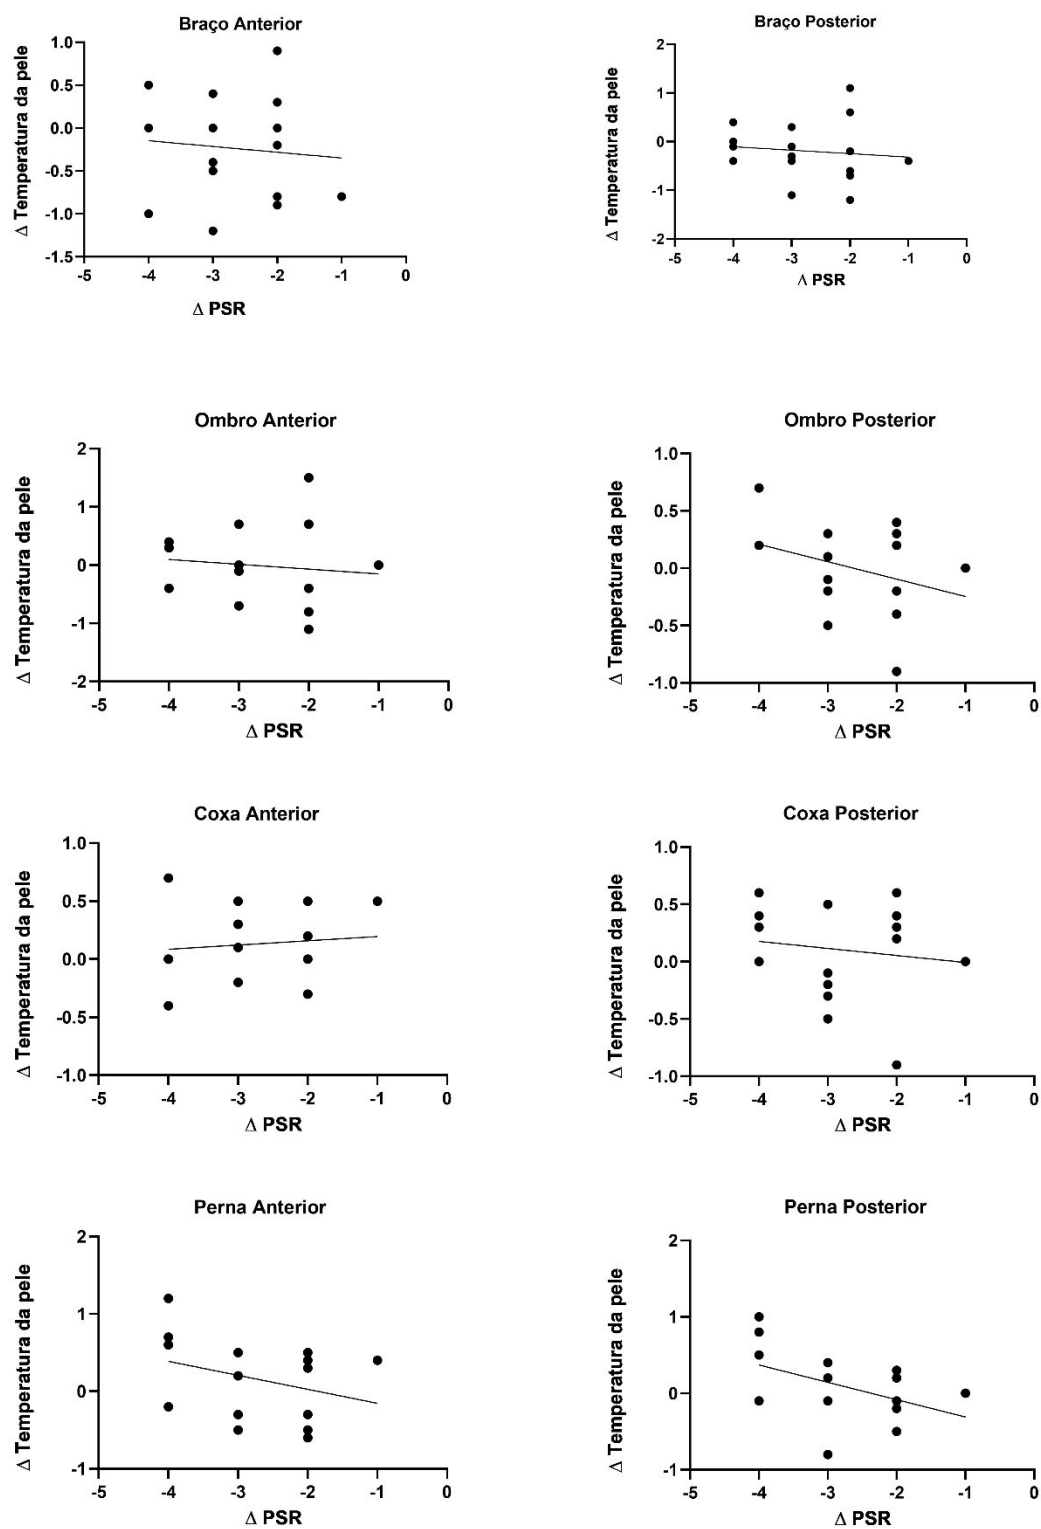 Braço Anterior
Δ Temperatura da pele
1.0
0.5
0.0
-0.5
-1.0
-1.5
-5 -4 -3 -2 -1 0
Δ PSR
Braço Posterior
Δ Temperatura da pele
2
1
0
-1
-2
-5 -4 -3 -2 -1 0
Δ PSR
Ombro Anterior
Δ Temperatura da pele
2
1
0
-1
-2
-5 -4 -3 -2 -1 0
Δ PSR
Ombro Posterior
Δ Temperatura da pele
1.0
0.5
0.0
-0.5
-1.0
-5 -4 -3 -2 -1 0
Δ PSR
Coxa Anterior
Δ Temperatura da pele
1.0
0.5
0.0
-0.5
-1.0
-5 -4 -3 -2 -1 0
Δ PSR
Coxa Posterior
Δ Temperatura da pele
1.0
0.5
0.0
-0.5
-1.0
-5 -4 -3 -2 -1 0
Δ PSR
Perna Anterior
Δ Temperatura da pele
2
1
0
-1
-5 -4 -3 -2 -1 0
Δ PSR
Perna Posterior
Δ Temperatura da pele
2
1
0
-1
-5 -4 -3 -2 -1 0
Δ PSR